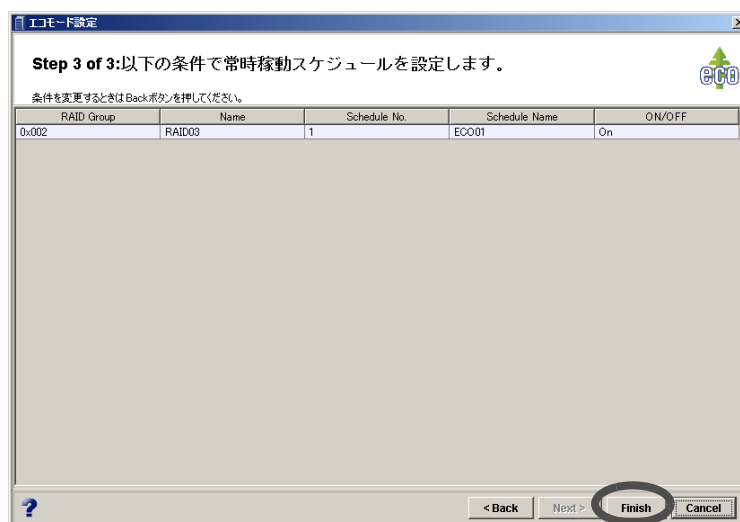 エコモード設定
Step 3 of 3:以下の条件で常時稼動スケジュールを設定します。
eco
条件を変更するときはBackボタンを押してください。
RAID Group Name Schedule No. Schedule Name ON/OFF
0x002 RAID03 1 ECO01 On
? < Back Next > Finish Cancel